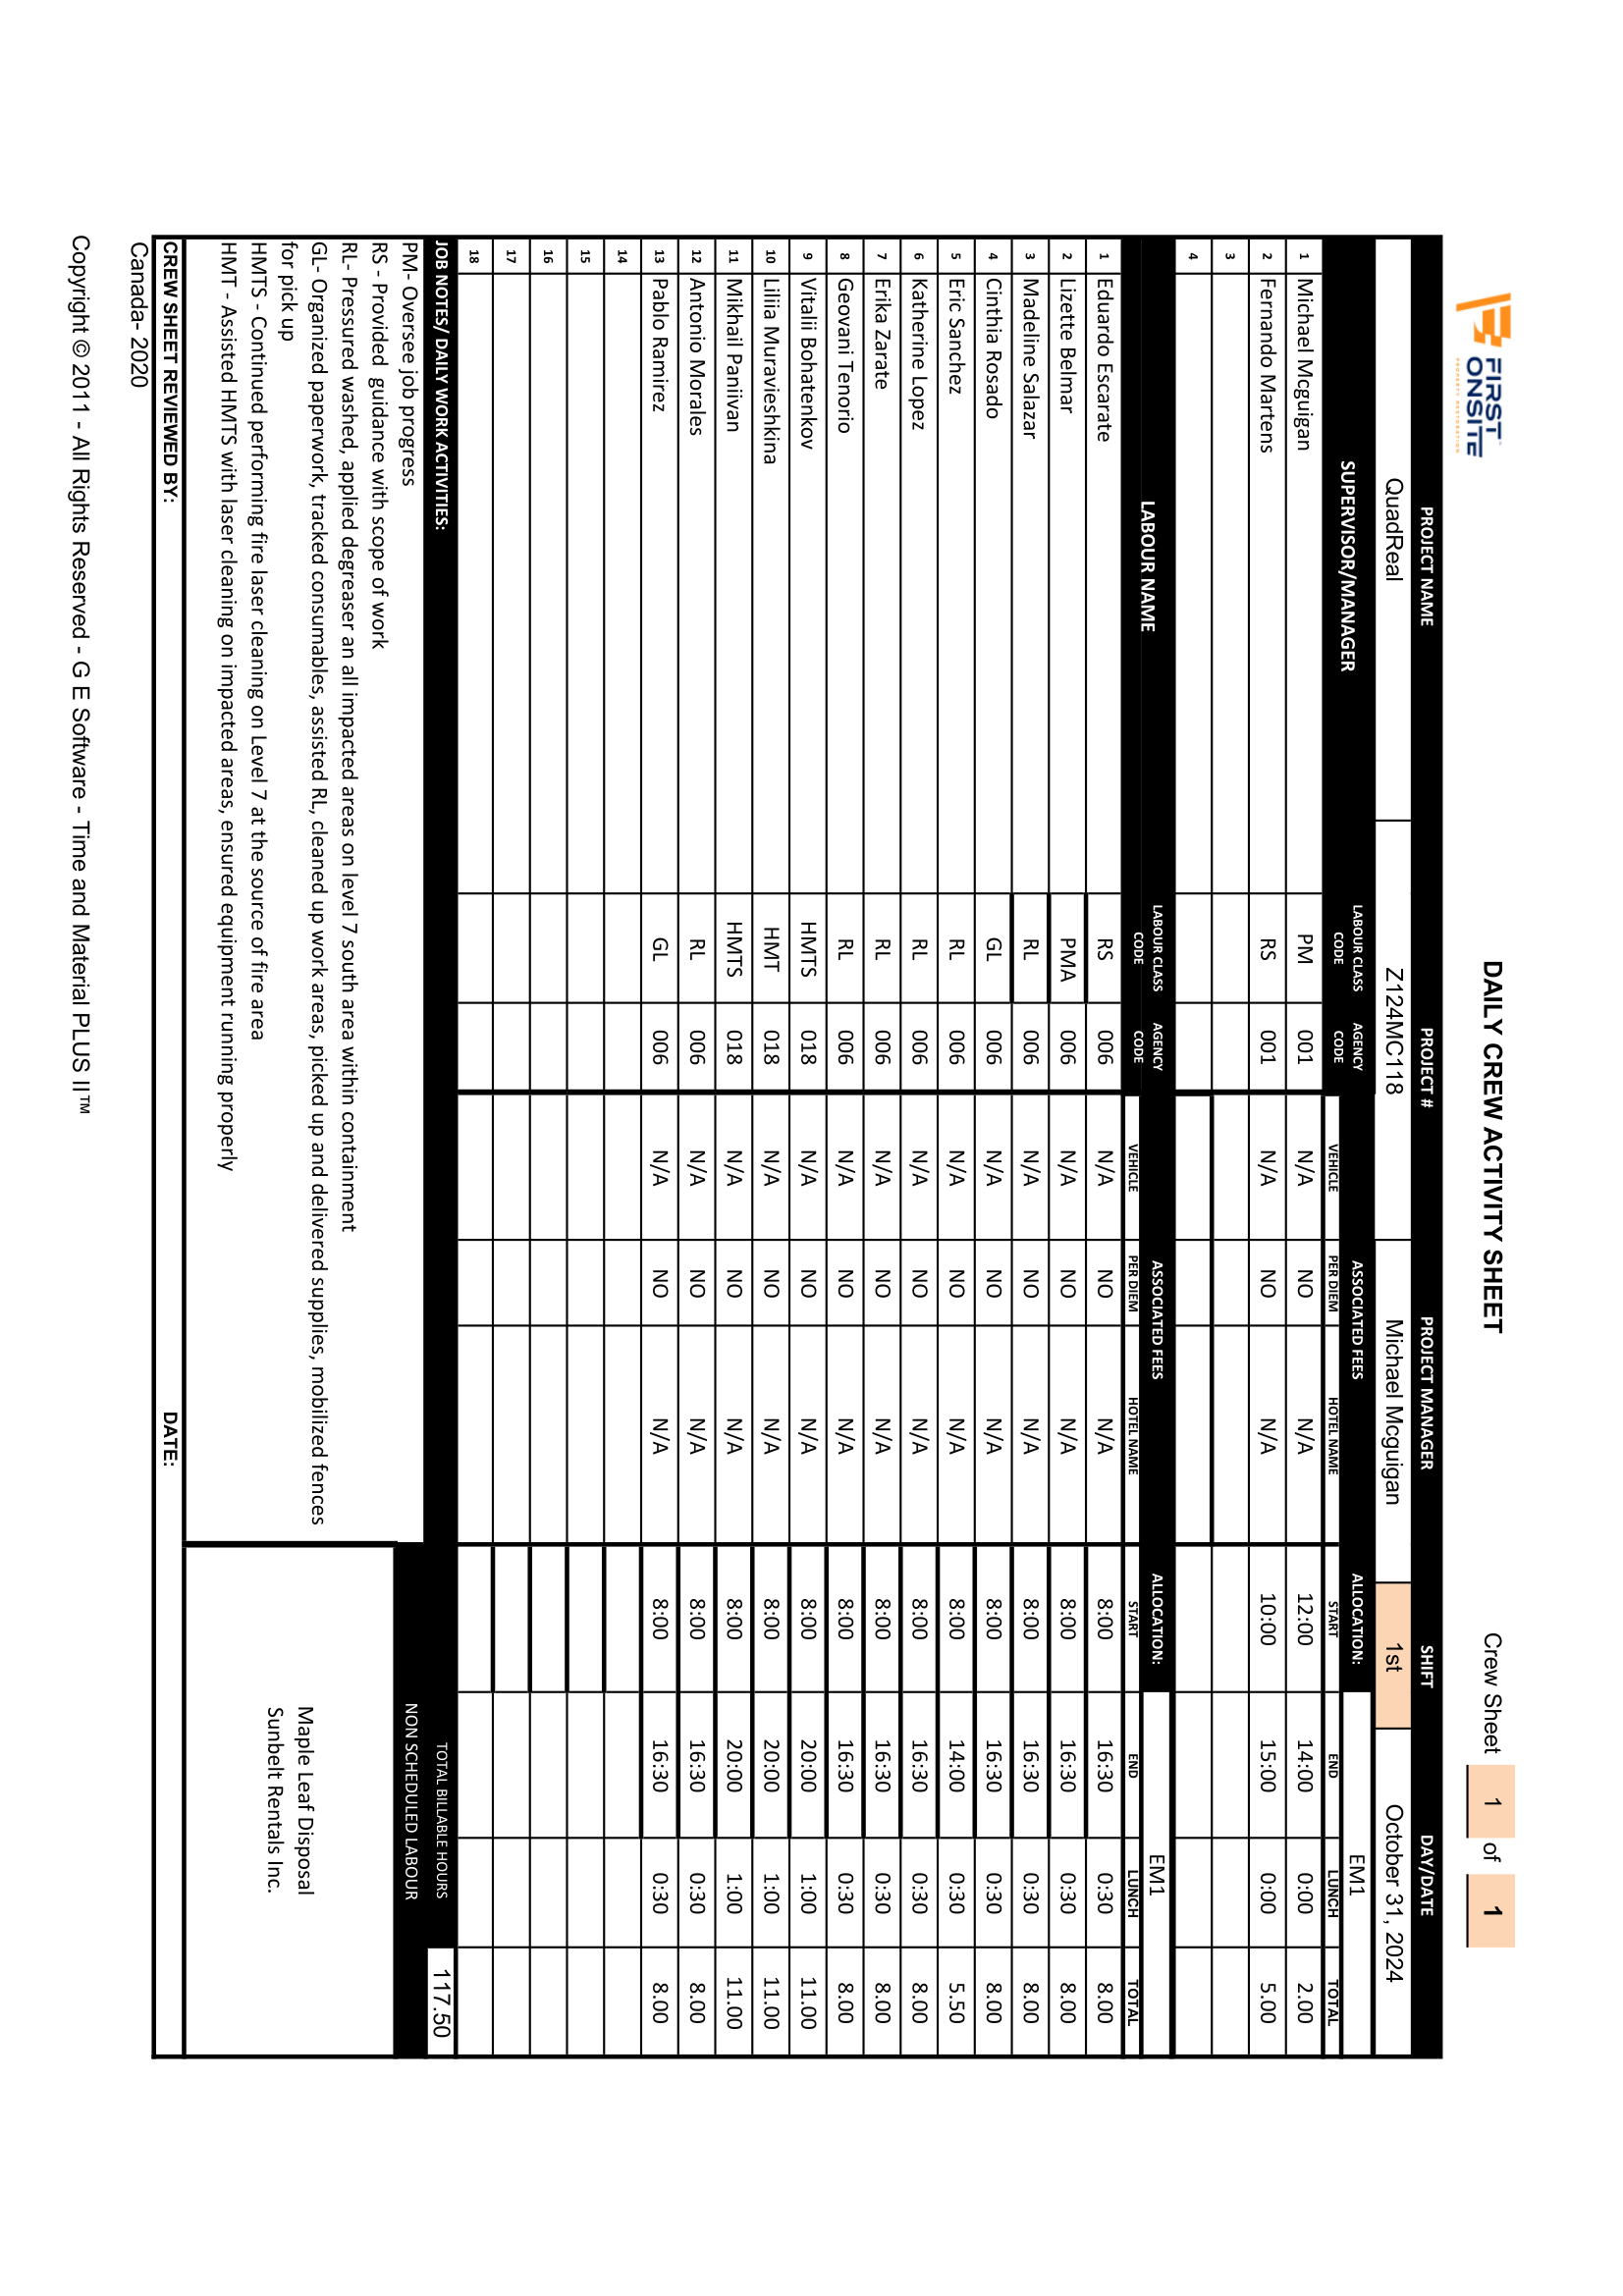 FIRST
ONSITE
PROPERTY RESTORATION
DAILY CREW ACTIVITY SHEET
Crew Sheet 1 of 1
PROJECT NAME PROJECT # PROJECT MANAGER SHIFT DAY/DATE
QuadReal Z124MC118 Michael Mcguigan 1st October 31, 2024
SUPERVISOR/MANAGER LABOUR CLASS CODE AGENCY CODE ASSOCIATED FEES ALLOCATION: EM1
VEHICLE PER DIEM HOTEL NAME START END LUNCH TOTAL
1 Michael Mcguigan PM 001 N/A NO N/A 12:00 14:00 0:00 2.00
2 Fernando Martens RS 001 N/A NO N/A 10:00 15:00 0:00 5.00
3
4
LABOUR NAME LABOUR CLASS CODE AGENCY CODE ASSOCIATED FEES ALLOCATION: EM1
VEHICLE PER DIEM HOTEL NAME START END LUNCH TOTAL
1 Eduardo Escarate RS 006 N/A NO N/A 8:00 16:30 0:30 8.00
2 Lizette Belmar PMA 006 N/A NO N/A 8:00 16:30 0:30 8.00
3 Madeline Salazar RL 006 N/A NO N/A 8:00 16:30 0:30 8.00
4 Cinthia Rosado GL 006 N/A NO N/A 8:00 16:30 0:30 8.00
5 Eric Sanchez RL 006 N/A NO N/A 8:00 14:00 0:30 5.50
6 Katherine Lopez RL 006 N/A NO N/A 8:00 16:30 0:30 8.00
7 Erika Zarate RL 006 N/A NO N/A 8:00 16:30 0:30 8.00
8 Geovani Tenorio RL 006 N/A NO N/A 8:00 16:30 0:30 8.00
9 Vitalii Bohatenkov HMTS 018 N/A NO N/A 8:00 20:00 1:00 11.00
10 Liliia Muravieshkina HMT 018 N/A NO N/A 8:00 20:00 1:00 11.00
11 Mikhail Paniivan HMTS 018 N/A NO N/A 8:00 20:00 1:00 11.00
12 Antonio Morales RL 006 N/A NO N/A 8:00 16:30 0:30 8.00
13 Pablo Ramirez GL 006 N/A NO N/A 8:00 16:30 0:30 8.00
14
15
16
17
18
JOB NOTES/ DAILY WORK ACTIVITIES: TOTAL BILLABLE HOURS 117.50
PM- Oversee job progress
RS - Provided guidance with scope of work
RL- Pressured washed, applied degreaser an all impacted areas on level 7 south area within containment
GL- Organized paperwork, tracked consumables, assisted RL, cleaned up work areas, picked up and delivered supplies, mobilized fences
for pick up
HMTS - Continued performing fire laser cleaning on Level 7 at the source of fire area
HMT - Assisted HMTS with laser cleaning on impacted areas, ensured equipment running properly
NON SCHEDULED LABOUR
Maple Leaf Disposal
Sunbelt Rentals Inc.
CREW SHEET REVIEWED BY: DATE:
Canada- 2020
Copyright © 2011 - All Rights Reserved - G E Software - Time and Material PLUS II™